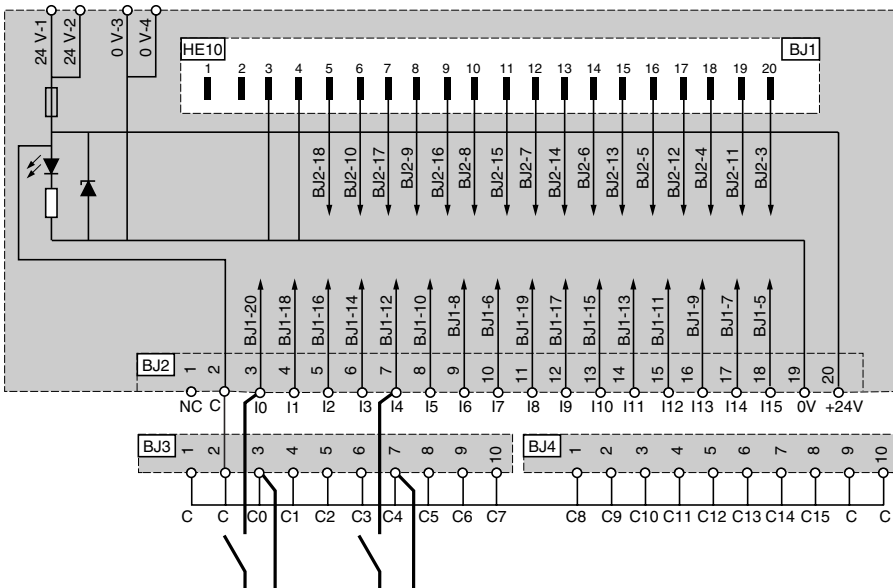 24 V-1 24 V-2 0 V-3 0 V-4
HE10 BJ1
1 2 3 4 5 6 7 8 9 10 11 12 13 14 15 16 17 18 19 20
BJ2-18 BJ2-10 BJ2-17 BJ2-9 BJ2-16 BJ2-8 BJ2-15 BJ2-7 BJ2-14 BJ2-6 BJ2-13 BJ2-5 BJ2-12 BJ2-4 BJ2-11 BJ2-3
BJ1-20 BJ1-18 BJ1-16 BJ1-14 BJ1-12 BJ1-10 BJ1-8 BJ1-6 BJ1-19 BJ1-17 BJ1-15 BJ1-13 BJ1-11 BJ1-9 BJ1-7 BJ1-5
BJ2 1 2 3 4 5 6 7 8 9 10 11 12 13 14 15 16 17 18 19 20
NC C I0 I1 I2 I3 I4 I5 I6 I7 I8 I9 I10 I11 I12 I13 I14 I15 0V +24V
BJ3 1 2 3 4 5 6 7 8 9 10 BJ4 1 2 3 4 5 6 7 8 9 10
C C C0 C1 C2 C3 C4 C5 C6 C7 C8 C9 C10 C11 C12 C13 C14 C15 C C